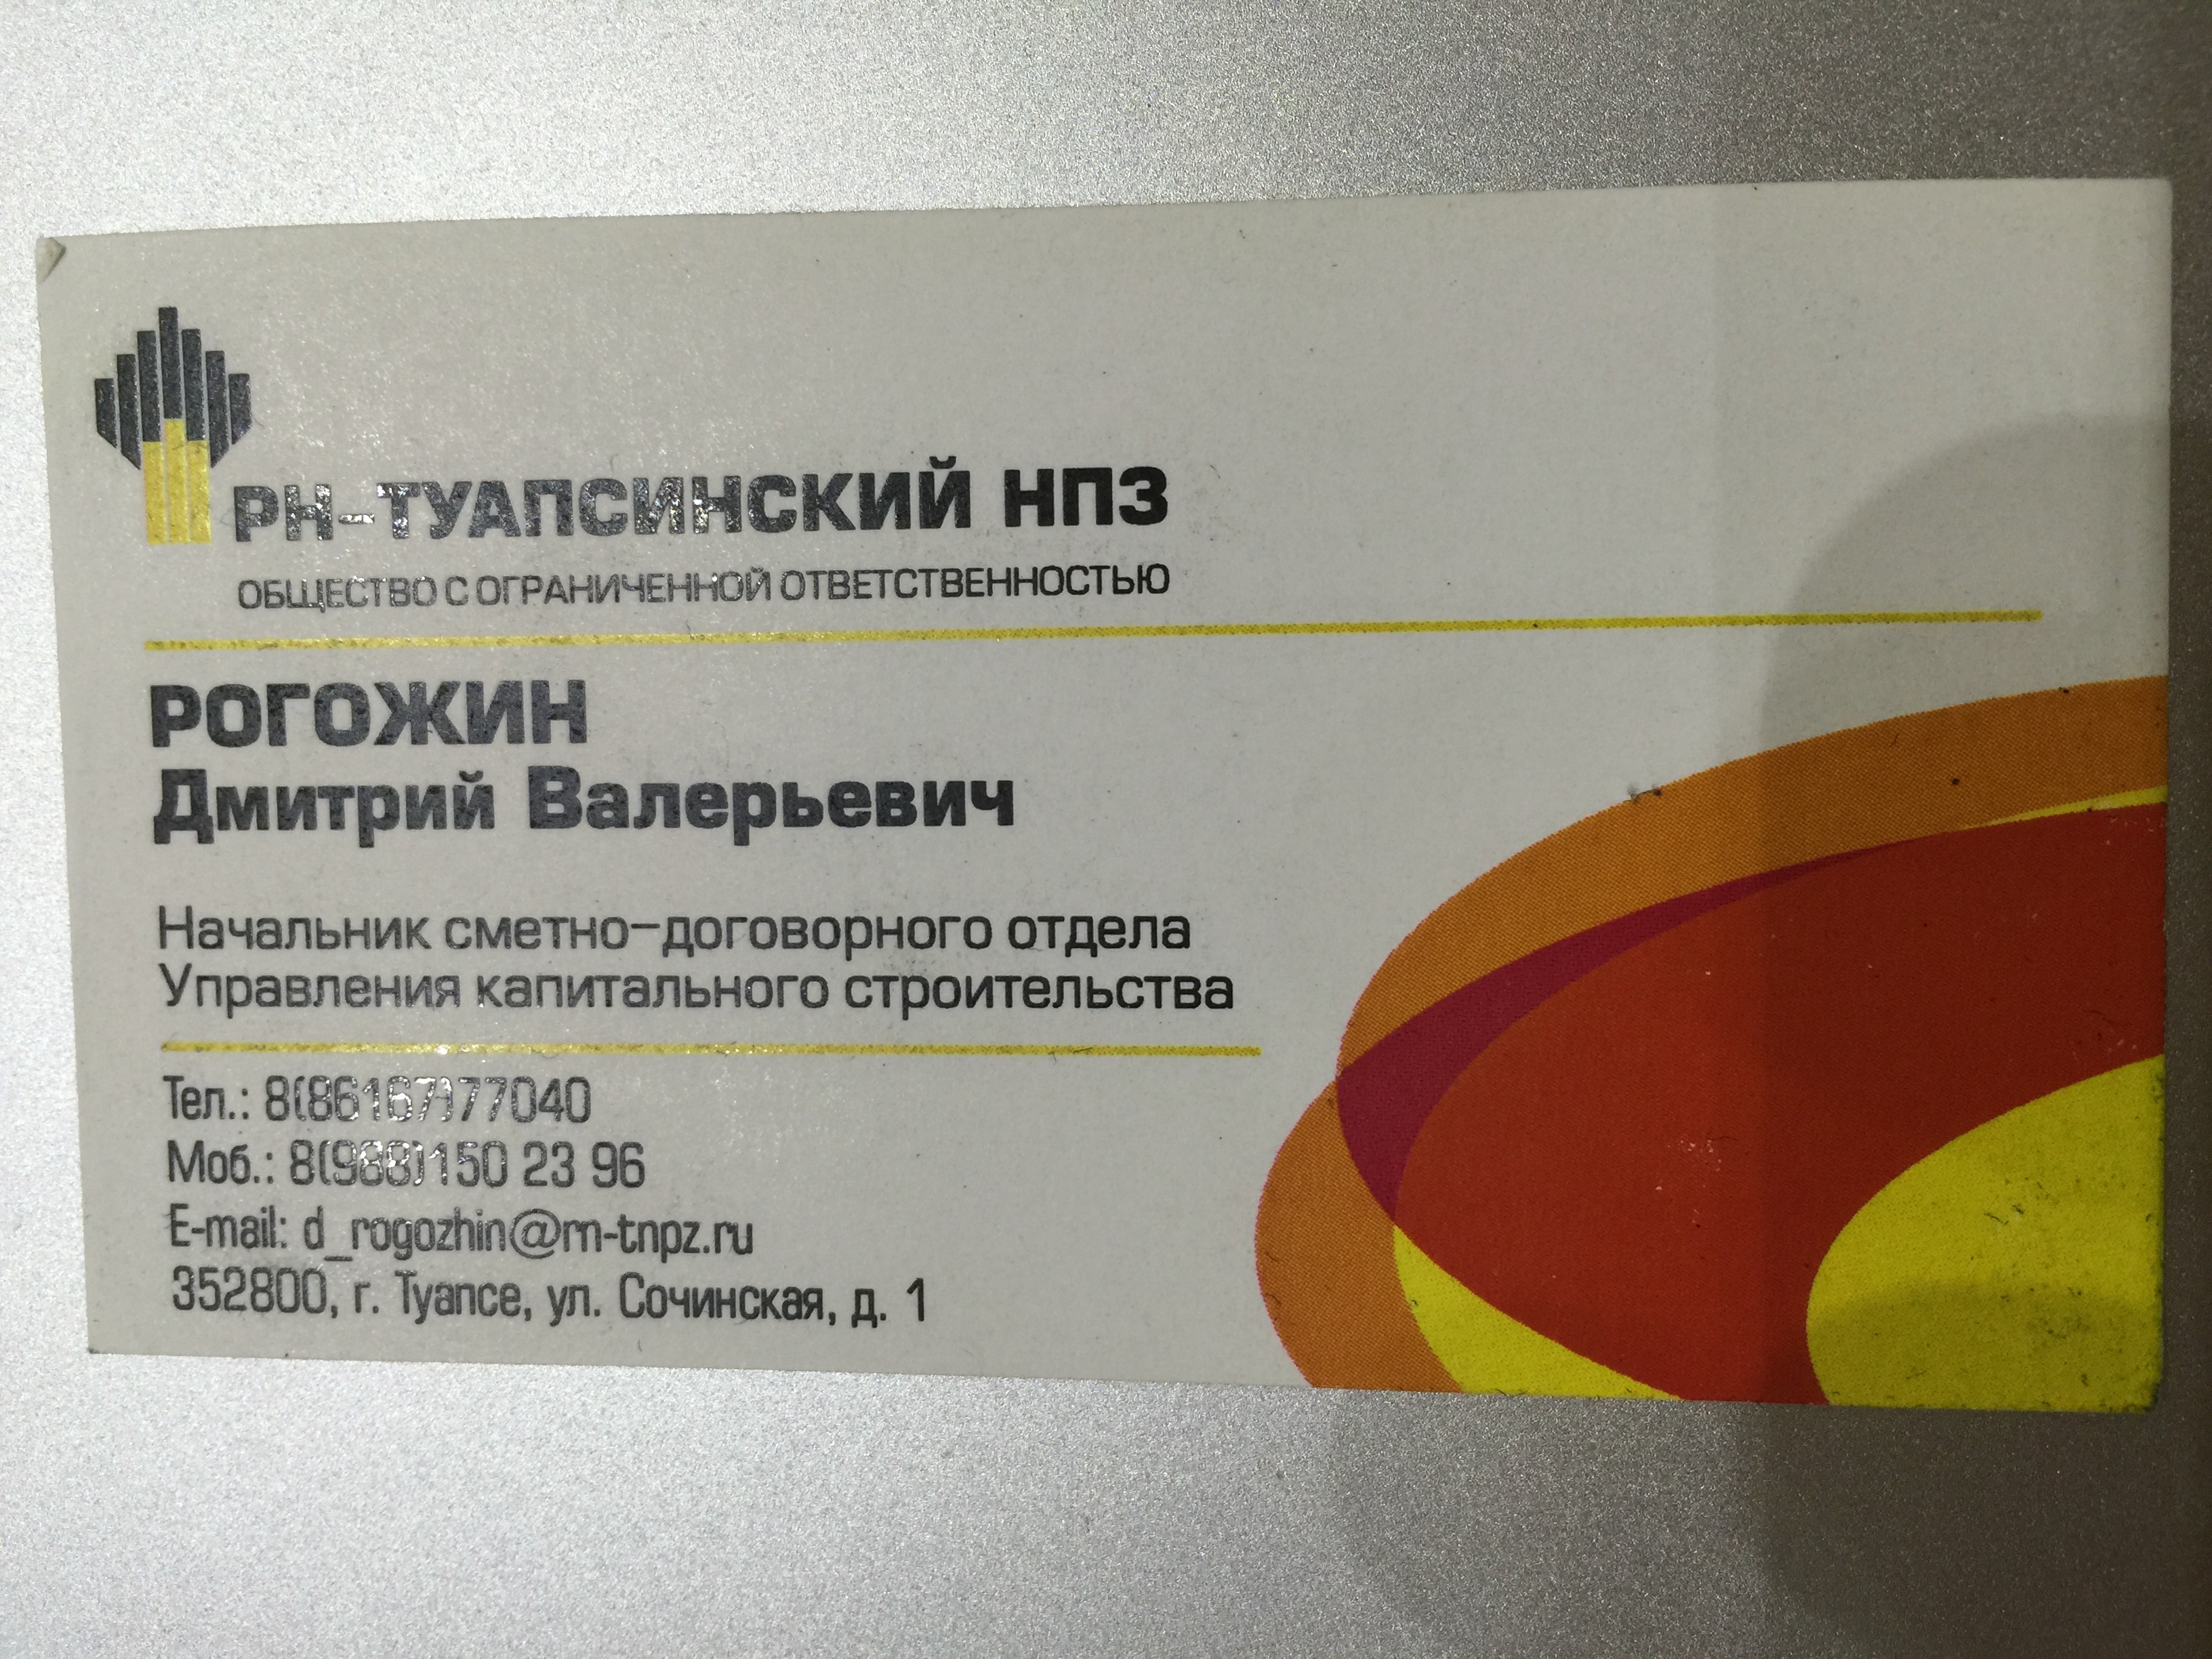 РН-ТУАПСИНСКИЙ НПЗ
ОБЩЕСТВО С ОГРАНИЧЕННОЙ ОТВЕТСТВЕННОСТЬЮ
РОГОЖИН
Дмитрий Валерьевич
Начальник сметно-договорного отдела
Управления капитального строительства
Тел.: 8(86167)77040
Моб.: 8(988)150 23 96
E-mail: d_rogozhin@rn-tnpz.ru
352800, г. Туапсе, ул. Сочинская, д. 1